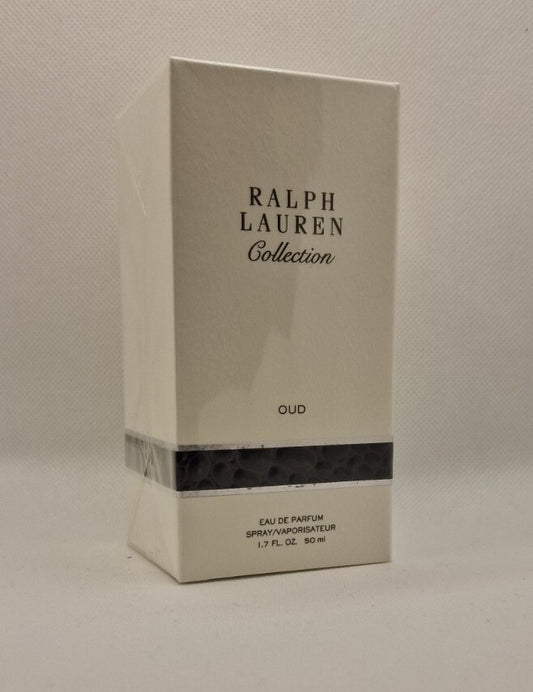 RALPH
LAUREN
Collection
OUD
EAU DE PARFUM
SPRAY/VAPORISATEUR
1.7 FL. OZ. 50 ml